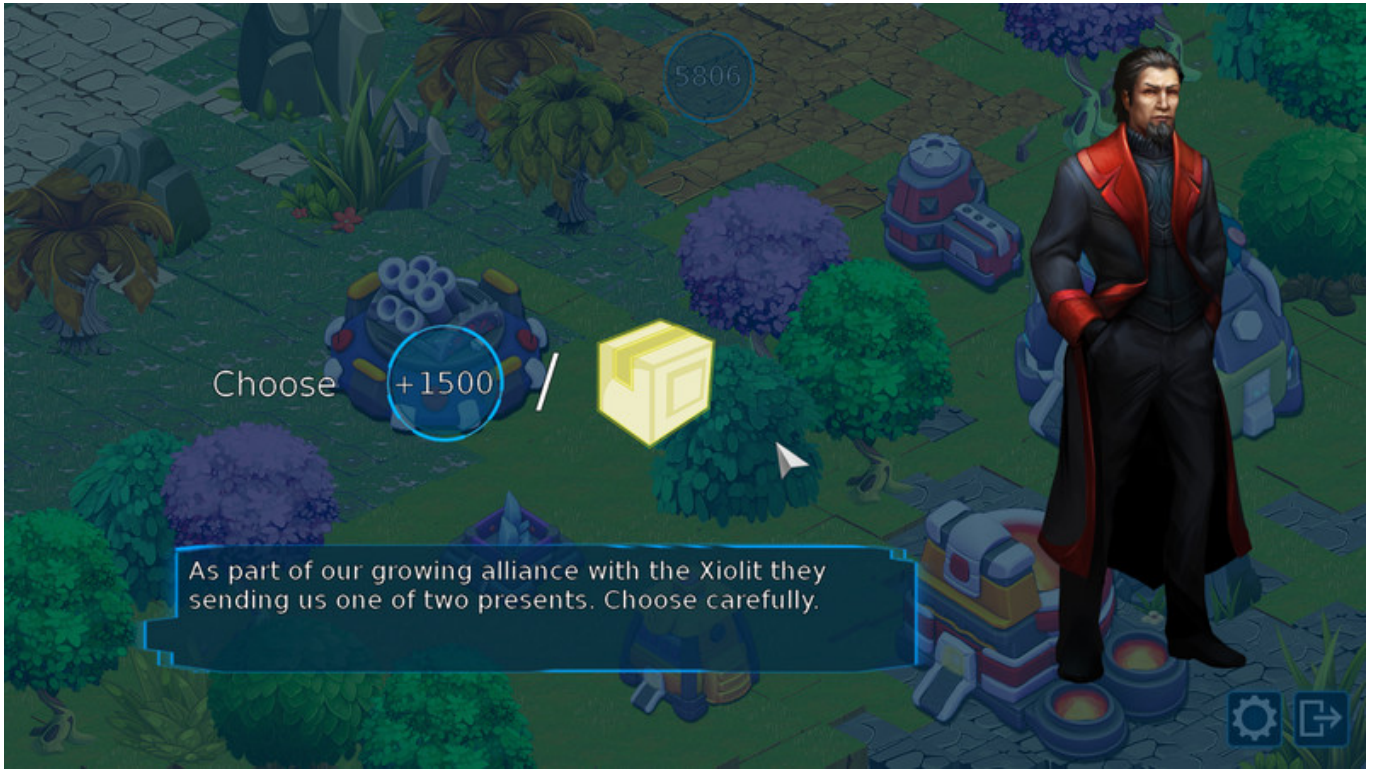 5806
Choose +1500 /
As part of our growing alliance with the Xiolit they
sending us one of two presents. Choose carefully.